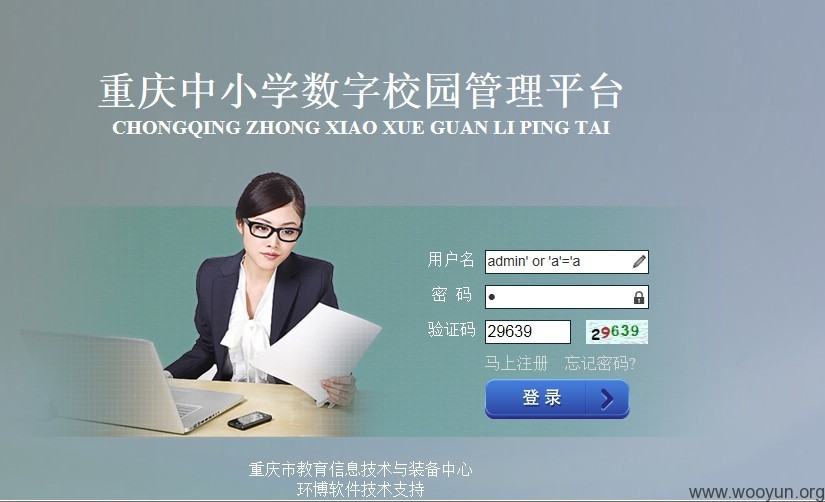 重庆中小学数字校园管理平台
CHONGQING ZHONG XIAO XUE GUAN LI PING TAI
用户名 admin' or 'a'='a
密 码 ●
验证码 29639 29639
马上注册 忘记密码?
登 录
重庆市教育信息技术与装备中心
环博软件技术支持
www.wooyun.org